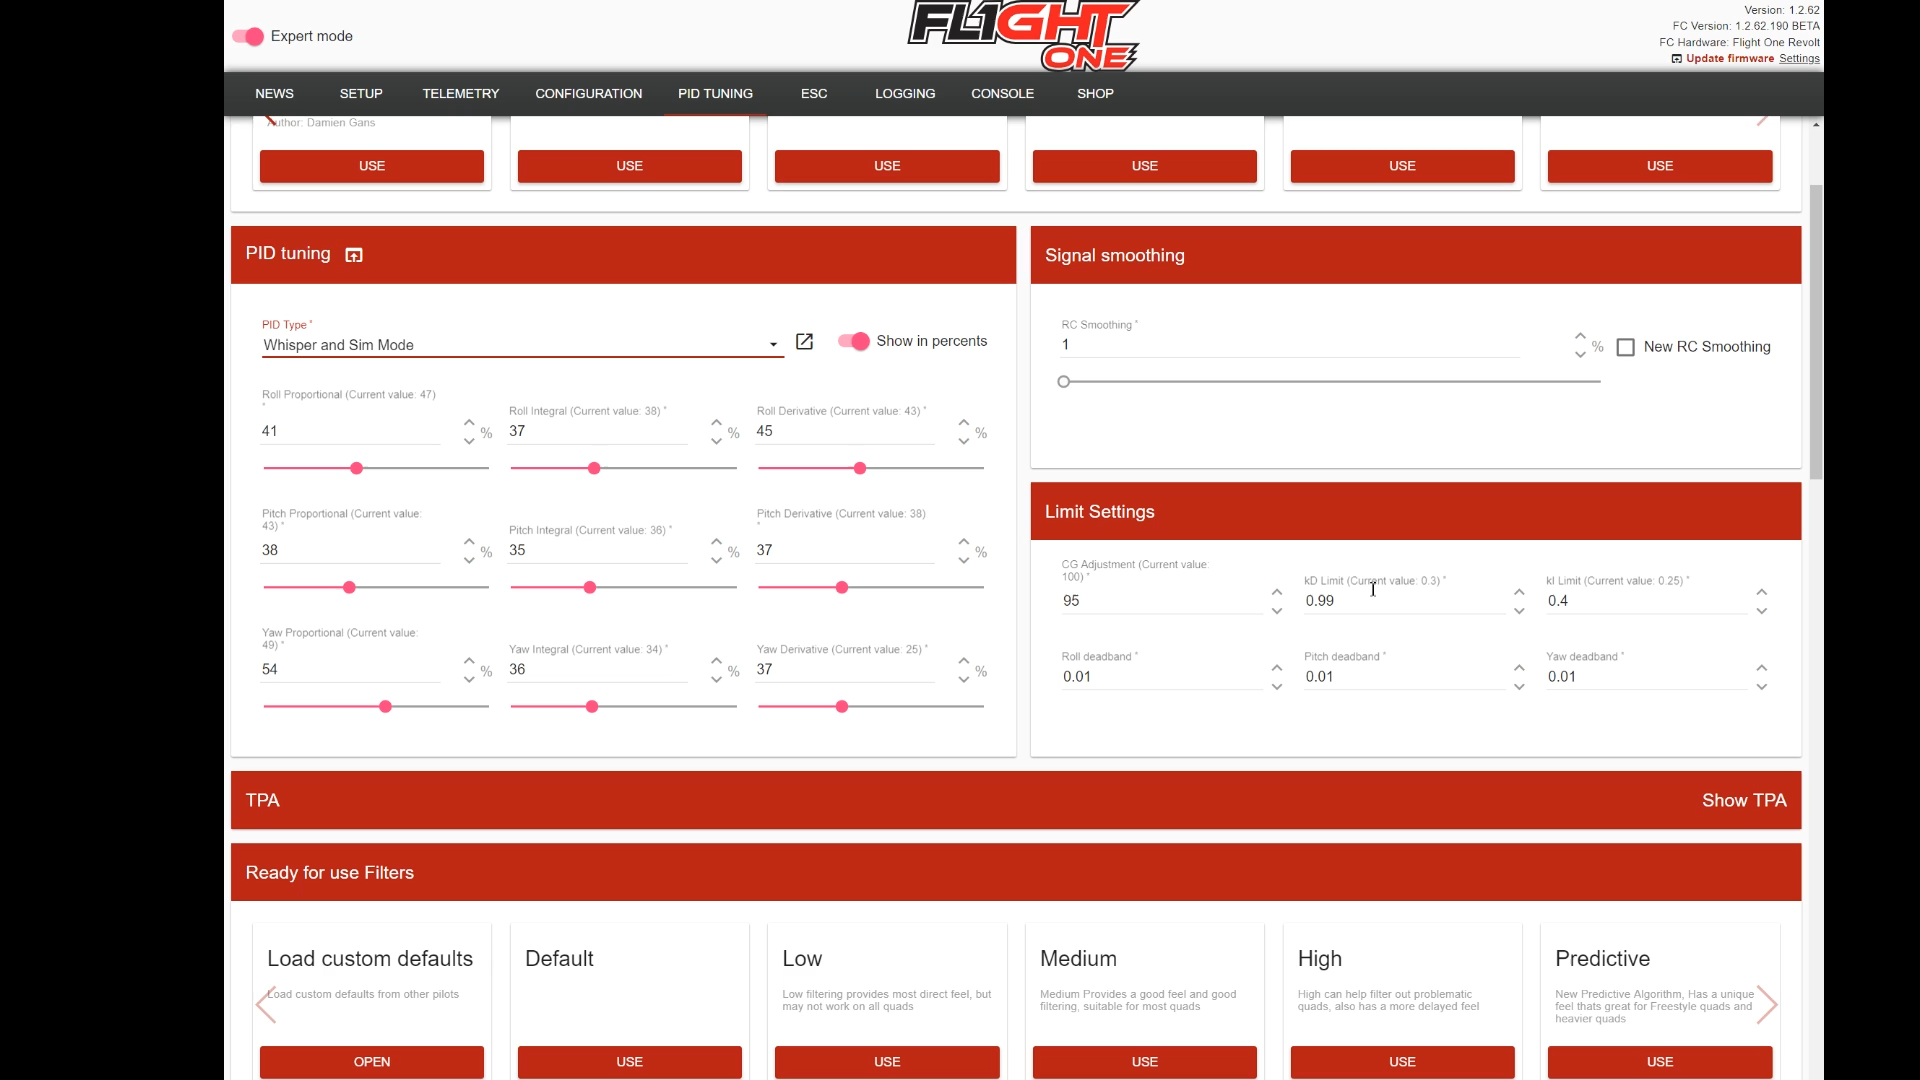 Expert mode
FL1GHT
ONE
Version: 1.2.62
FC Version: 1.2.62.190 BETA
FC Hardware: Flight One Revolt
Update firmware Settings
NEWS SETUP TELEMETRY CONFIGURATION PID TUNING ESC LOGGING CONSOLE SHOP
Author: Damien Gans
USE USE USE USE USE USE
PID tuning
PID Type *
Whisper and Sim Mode
Show in percents
Roll Proportional (Current value: 47)
*
41 %
Roll Integral (Current value: 38) *
37 %
Roll Derivative (Current value: 43) *
45 %
Pitch Proportional (Current value:
43) *
38 %
Pitch Integral (Current value: 36) *
35 %
Pitch Derivative (Current value: 38)
*
37 %
Yaw Proportional (Current value:
49) *
54 %
Yaw Integral (Current value: 34) *
36 %
Yaw Derivative (Current value: 25) *
37 %
Signal smoothing
RC Smoothing *
1 %
New RC Smoothing
Limit Settings
CG Adjustment (Current value:
100) *
95
kD Limit (Current value: 0.3) *
0.99
kI Limit (Current value: 0.25) *
0.4
Roll deadband *
0.01
Pitch deadband *
0.01
Yaw deadband *
0.01
TPA
Show TPA
Ready for use Filters
Load custom defaults
Load custom defaults from other pilots
OPEN
Default
USE
Low
Low filtering provides most direct feel, but
may not work on all quads
USE
Medium
Medium Provides a good feel and good
filtering, suitable for most quads
USE
High
High can help filter out problematic
quads, also has a more delayed feel
USE
Predictive
New Predictive Algorithm, Has a unique
feel thats great for Freestyle quads and
heavier quads
USE